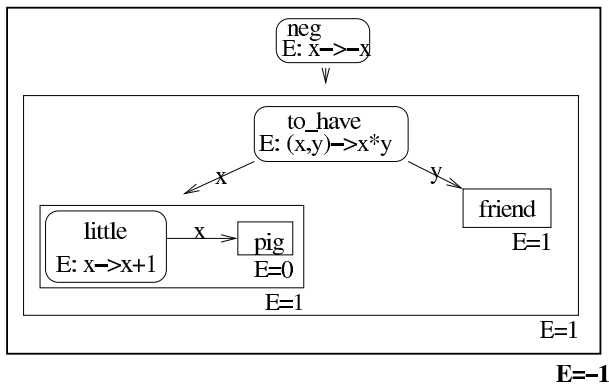 neg
E: x–>–x
to_have
E: (x,y)–>x*y
x
y
friend
E=1
little
E: x–>x+1
x
pig
E=0
E=1
E=1
E=–1